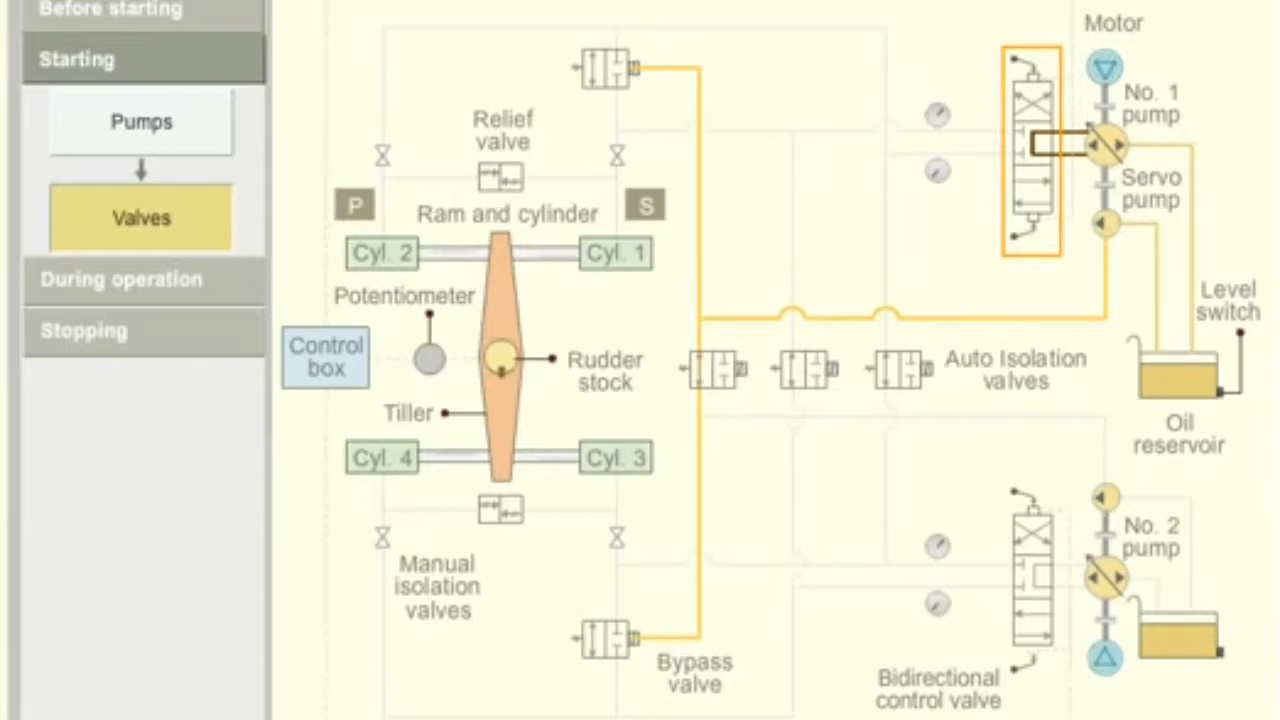 Before starting
Starting
Pumps
Valves
During operation
Stopping
Motor
No. 1
pump
Servo
pump
Relief
valve
P
S
Ram and cylinder
Cyl. 2
Cyl. 1
Potentiometer
Control
box
Rudder
stock
Tiller
Cyl. 4
Cyl. 3
Auto Isolation
valves
Level
switch
Oil
reservoir
Manual
isolation
valves
No. 2
pump
Bypass
valve
Bidirectional
control valve